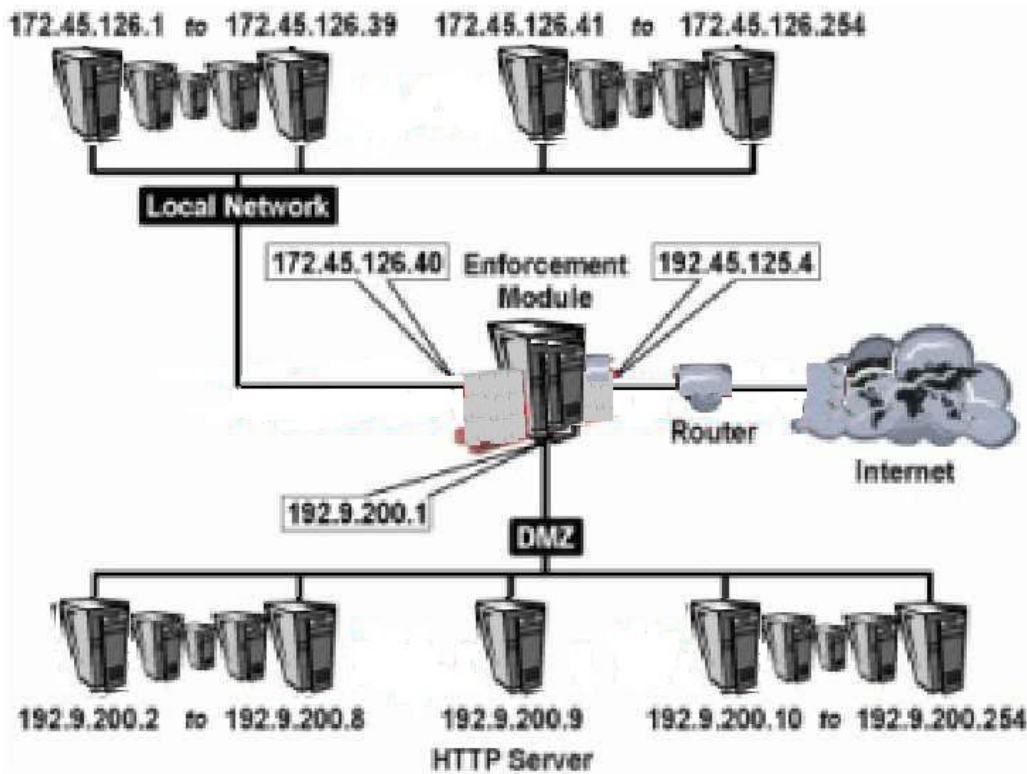 172.45.126.1 to 172.45.126.39 172.45.126.41 to 172.45.126.254
Local Network
172.45.126.40 Enforcement Module 192.45.125.4
Router
Internet
192.9.200.1
DMZ
192.9.200.2 to 192.9.200.8 192.9.200.9 192.9.200.10 to 192.9.200.254
HTTP Server